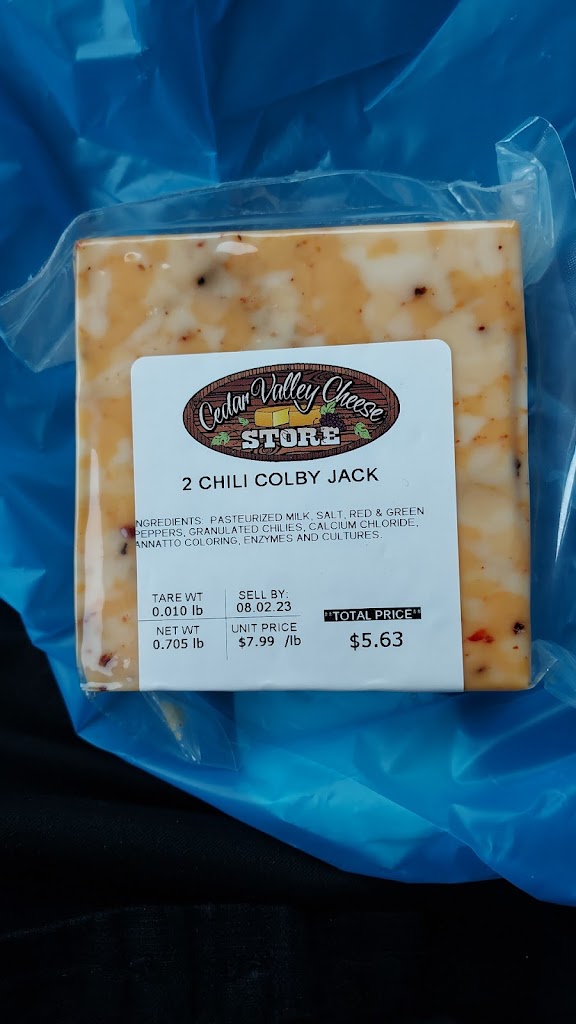 Cedar Valley Cheese
STORE
2 CHILI COLBY JACK
NGREDIENTS: PASTEURIZED MILK, SALT, RED & GREEN
PEPPERS, GRANULATED CHILIES, CALCIUM CHLORIDE,
ANNATTO COLORING, ENZYMES AND CULTURES.
TARE WT
0.010 lb
SELL BY:
08.02.23
NET WT
0.705 lb
UNIT PRICE
$7.99 /lb
**TOTAL PRICE**
$5.63